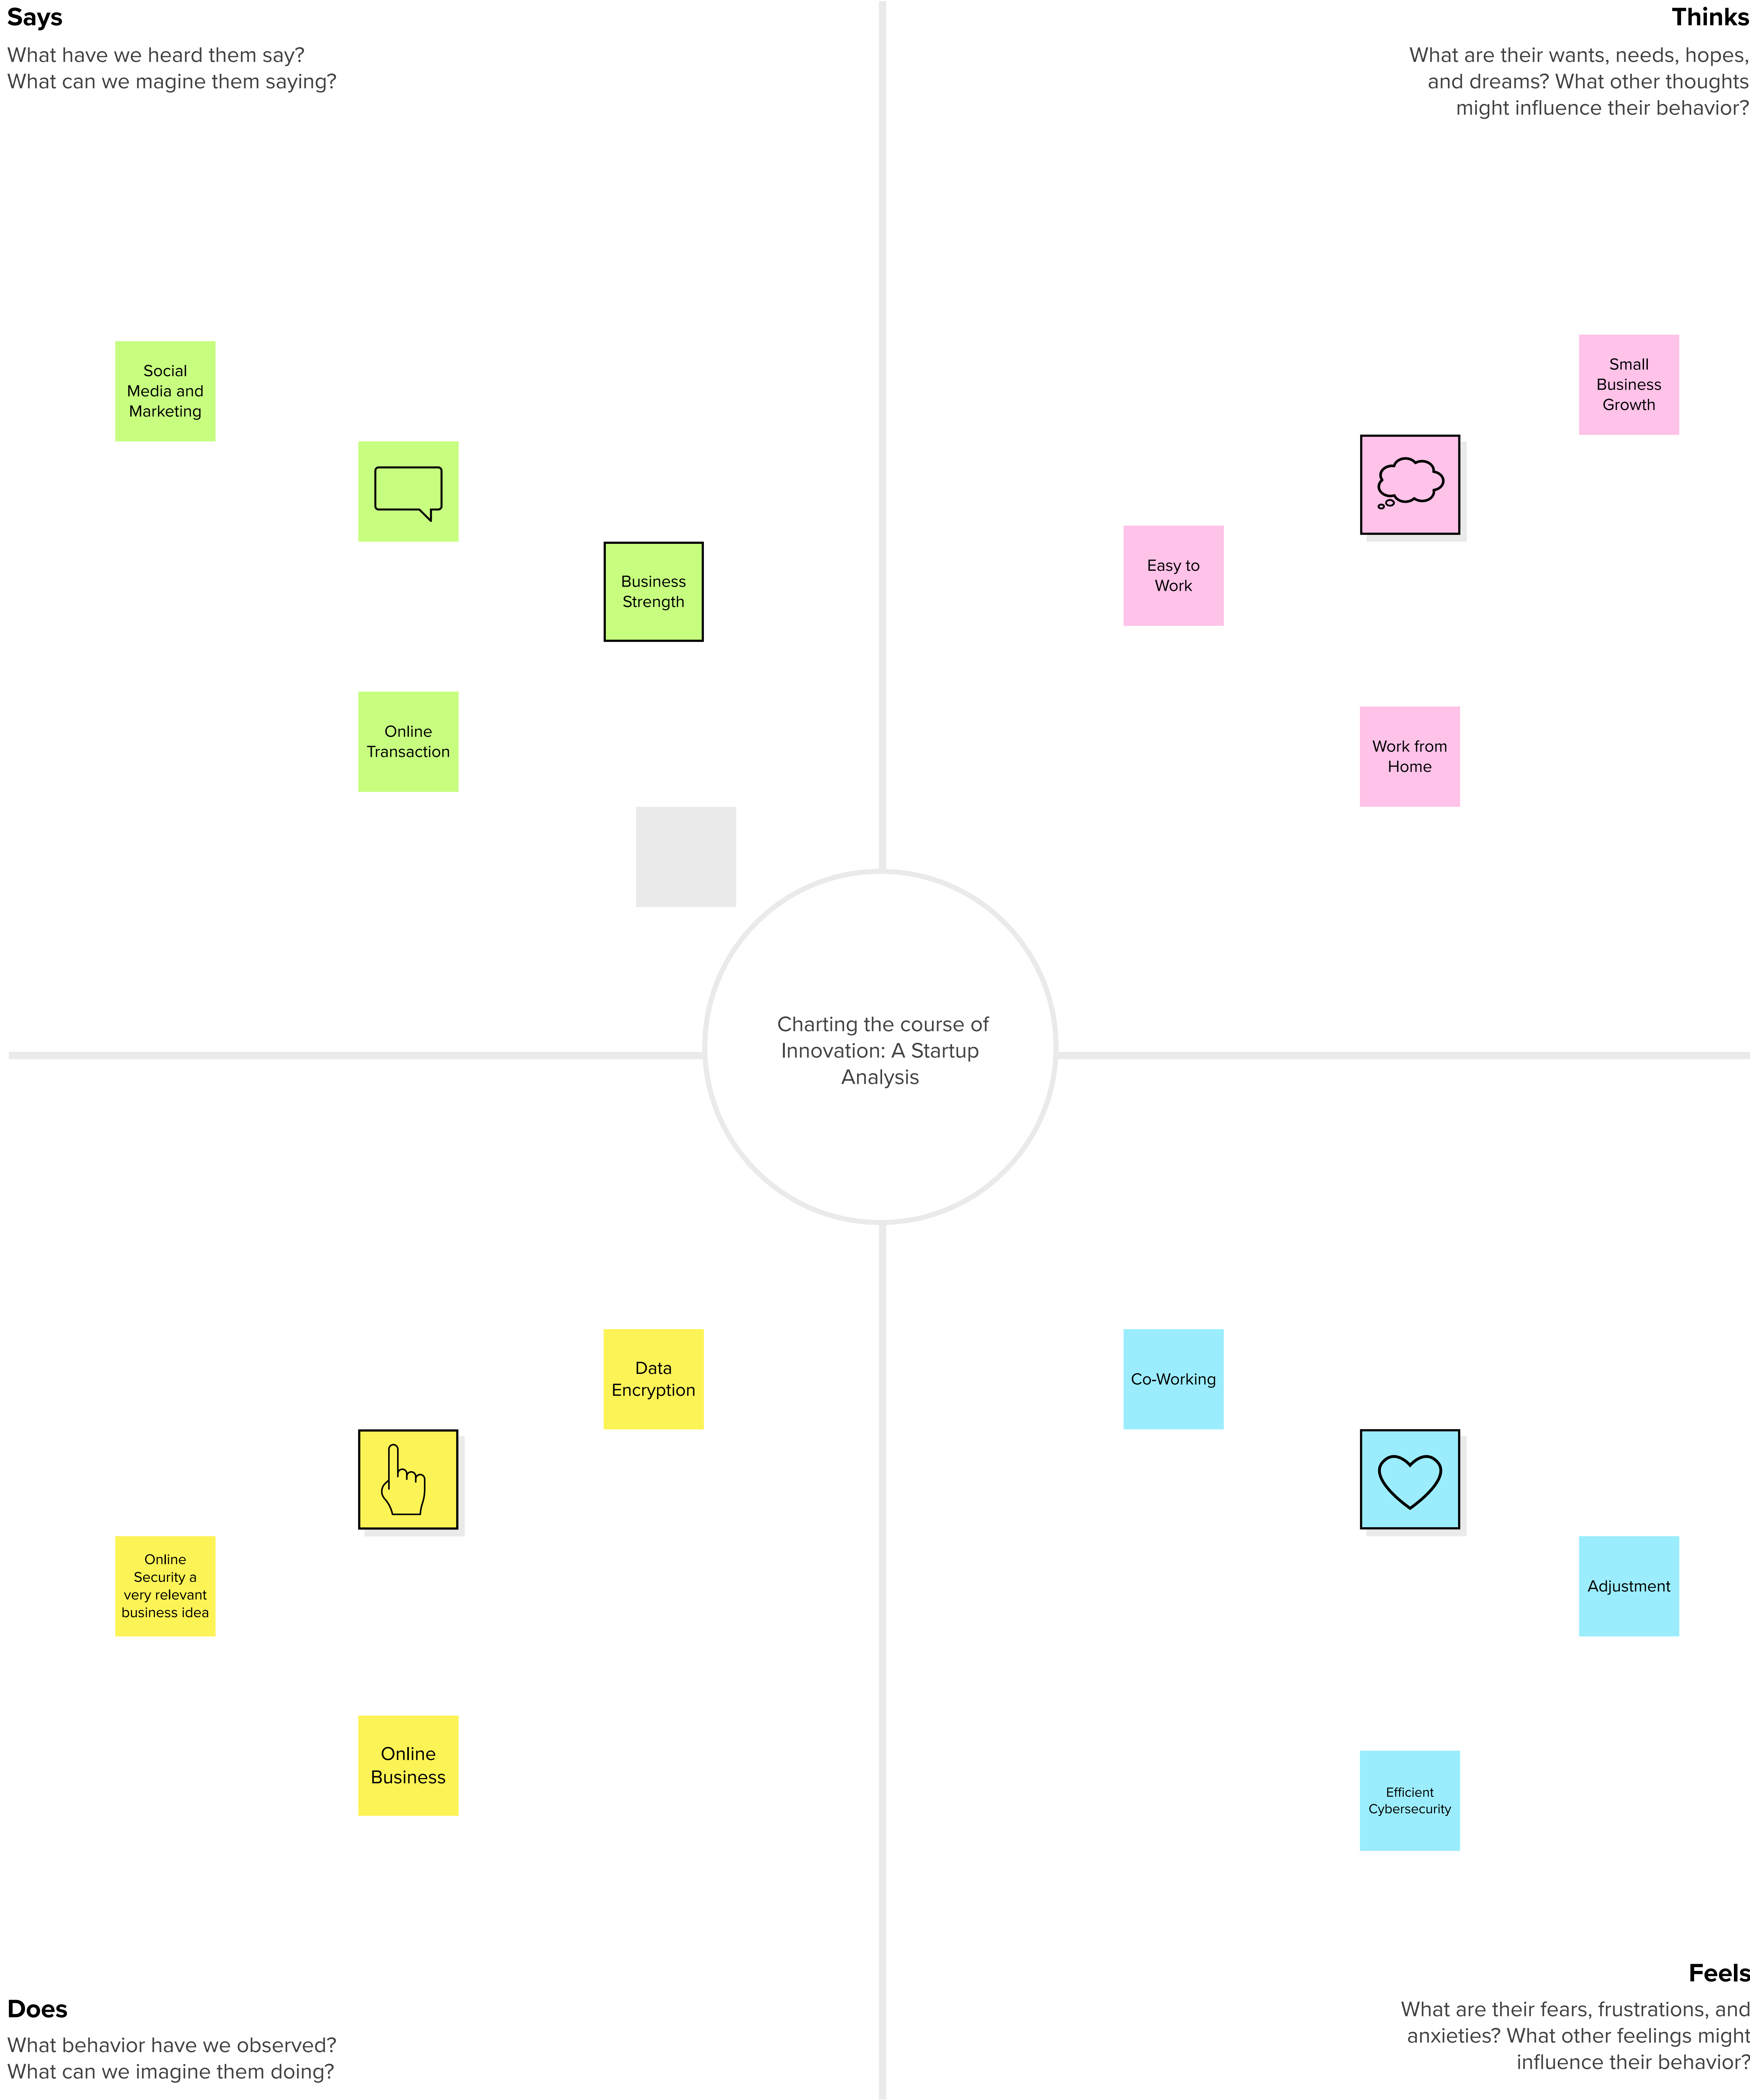 Says
What have we heard them say?
What can we magine them saying?
Thinks
What are their wants, needs, hopes,
and dreams? What other thoughts
might influence their behavior?
Social
Media and
Marketing
Business
Strength
Online
Transaction
Small
Business
Growth
Easy to
Work
Work from
Home
Charting the course of
Innovation: A Startup
Analysis
Data
Encryption
Online
Security a
very relevant
business idea
Online
Business
Co-Working
Adjustment
Efficient
Cybersecurity
Does
What behavior have we observed?
What can we imagine them doing?
Feels
What are their fears, frustrations, and
anxieties? What other feelings might
influence their behavior?